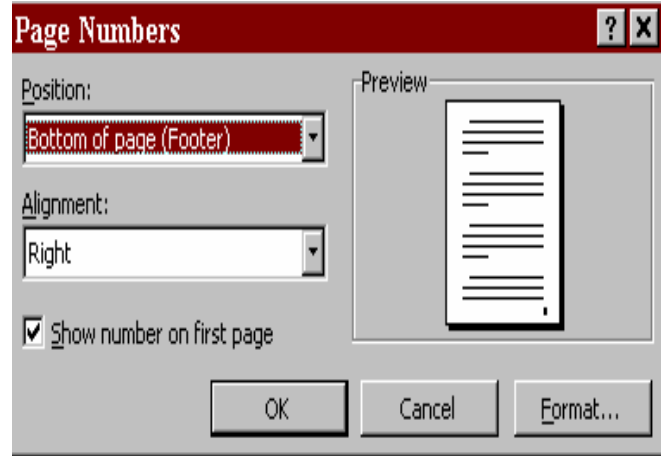 Page Numbers
Position:
Bottom of page (Footer)
Alignment:
Right
Show number on first page
Preview
OK
Cancel
Format...